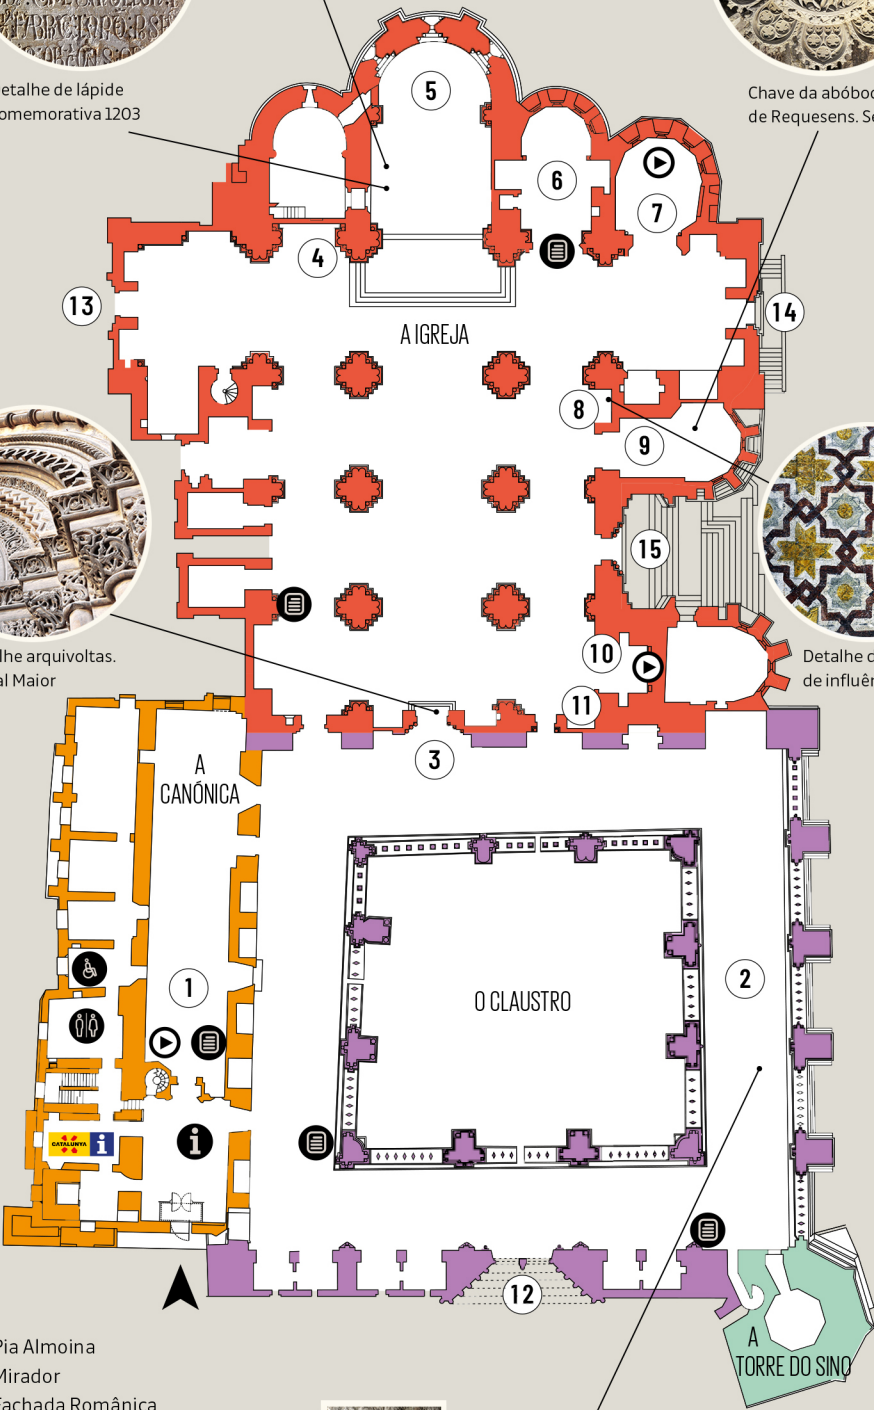 etalhe de lápide
omemorativa 1203
Chave da abóbod
de Requesens. Se
5
6
7
4
13
14
A IGREJA
8
9
15
lhe arquivoltas.
al Maior
10
Detalhe d
de influên
11
3
A
CANÓNICA
1
2
O CLAUSTRO
CATALUNYA i
i
12
A
TORRE DO SINO
Pia Almoina
Mirador
Fachada Românica